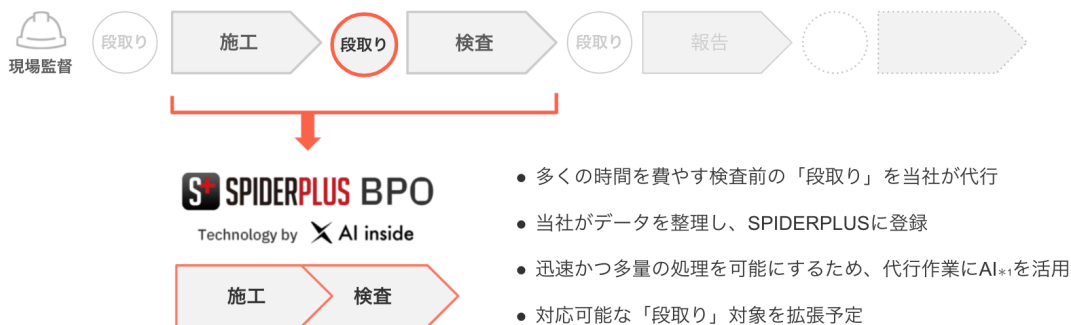 現場監督
段取り
施工
段取り
検査
段取り
報告
S+ SPIDERPLUS BPO
Technology by AI inside
施工
検査
● 多くの時間を費やす検査前の「段取り」を当社が代行
● 当社がデータを整理し、SPIDERPLUSに登録
● 迅速かつ多量の処理を可能にするため、代行作業にAI*1を活用
● 対応可能な「段取り」対象を拡張予定